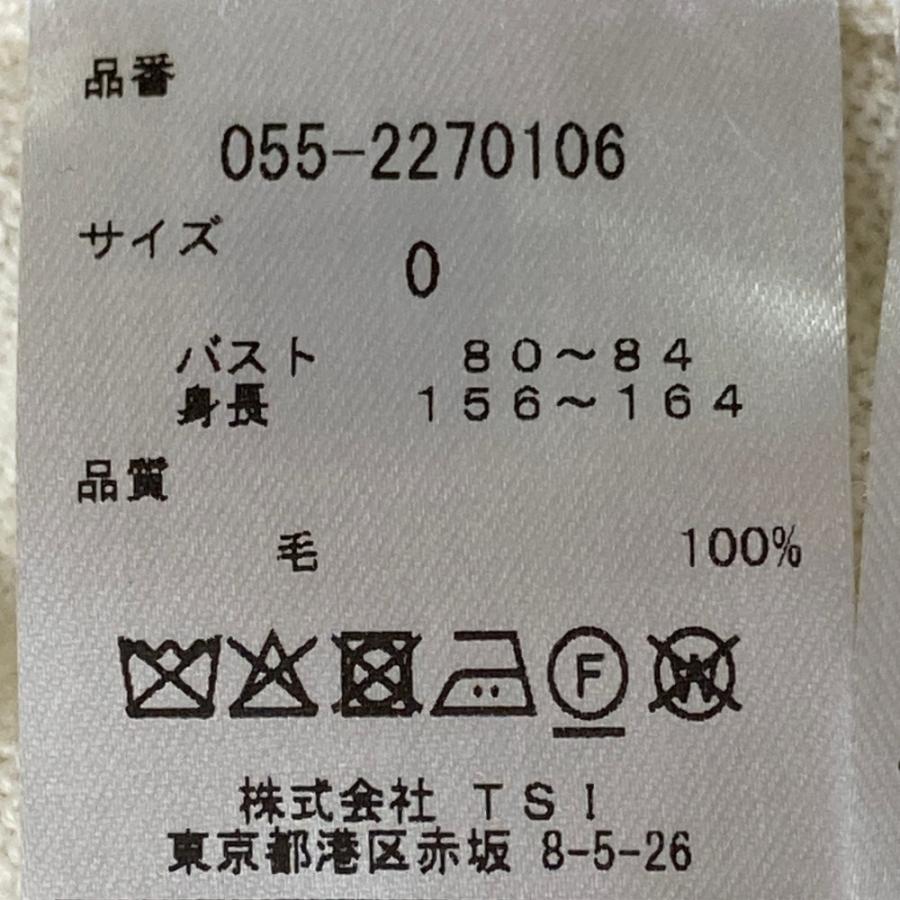 品番
055-2270106
サイズ
0
バスト 80〜84
身長 156〜164
品質
毛 100%
F W
株式会社 TSI
東京都港区赤坂 8-5-26